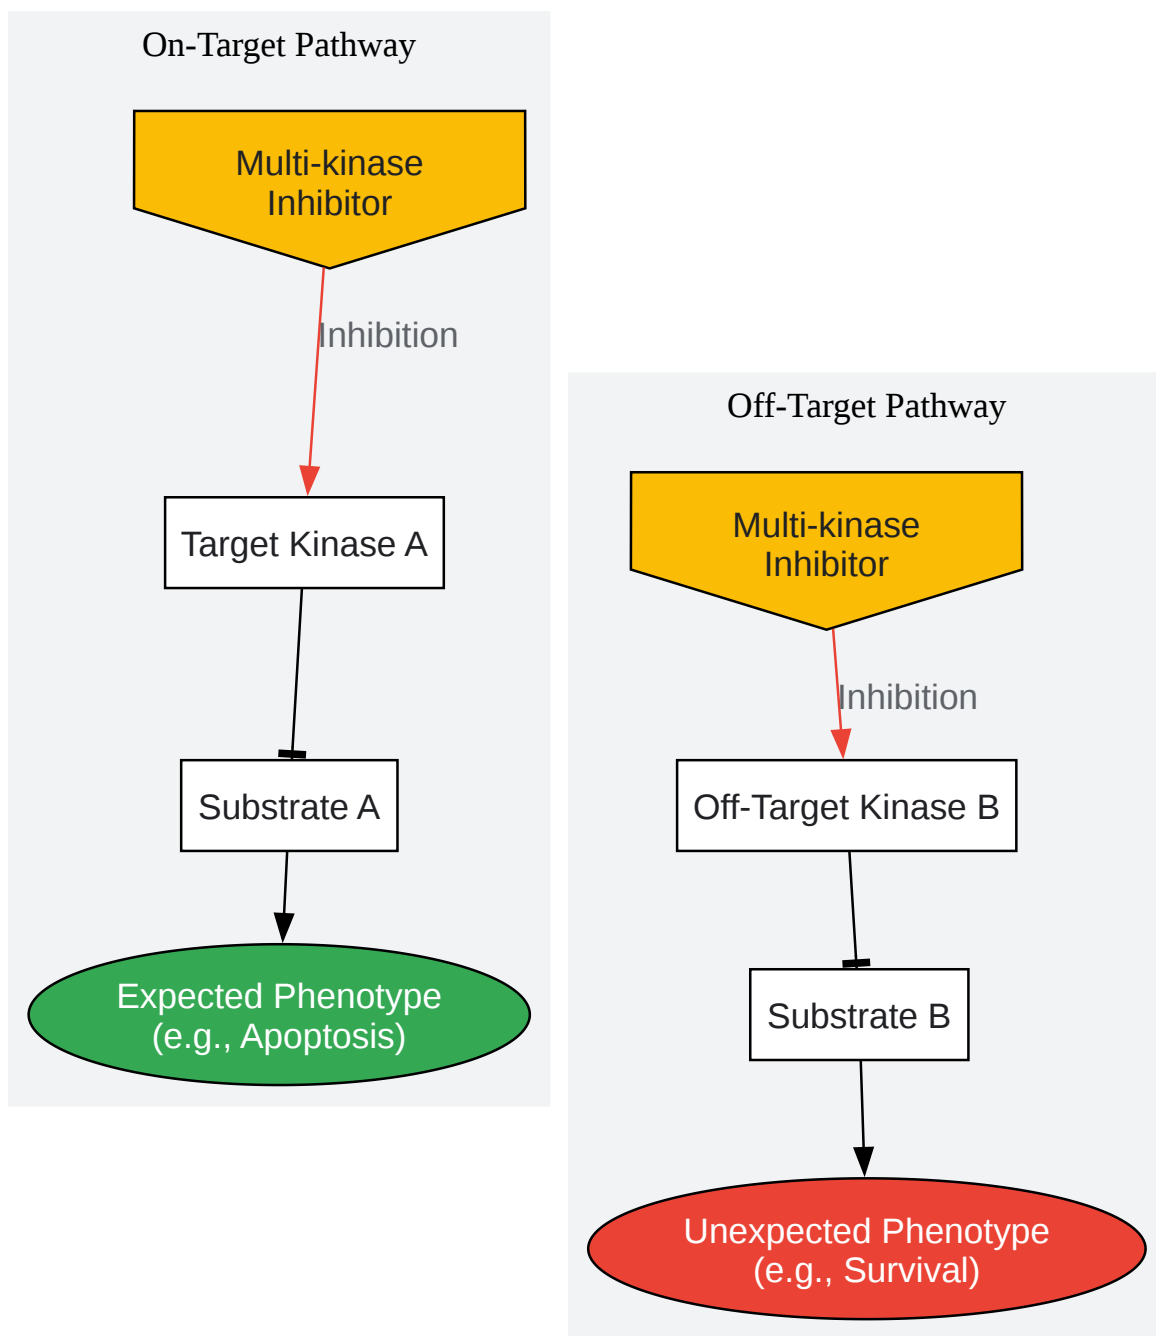 On-Target Pathway
Multi-kinase
Inhibitor
Inhibition
Target Kinase A
Substrate A
Expected Phenotype
(e.g., Apoptosis)
Off-Target Pathway
Multi-kinase
Inhibitor
Inhibition
Off-Target Kinase B
Substrate B
Unexpected Phenotype
(e.g., Survival)